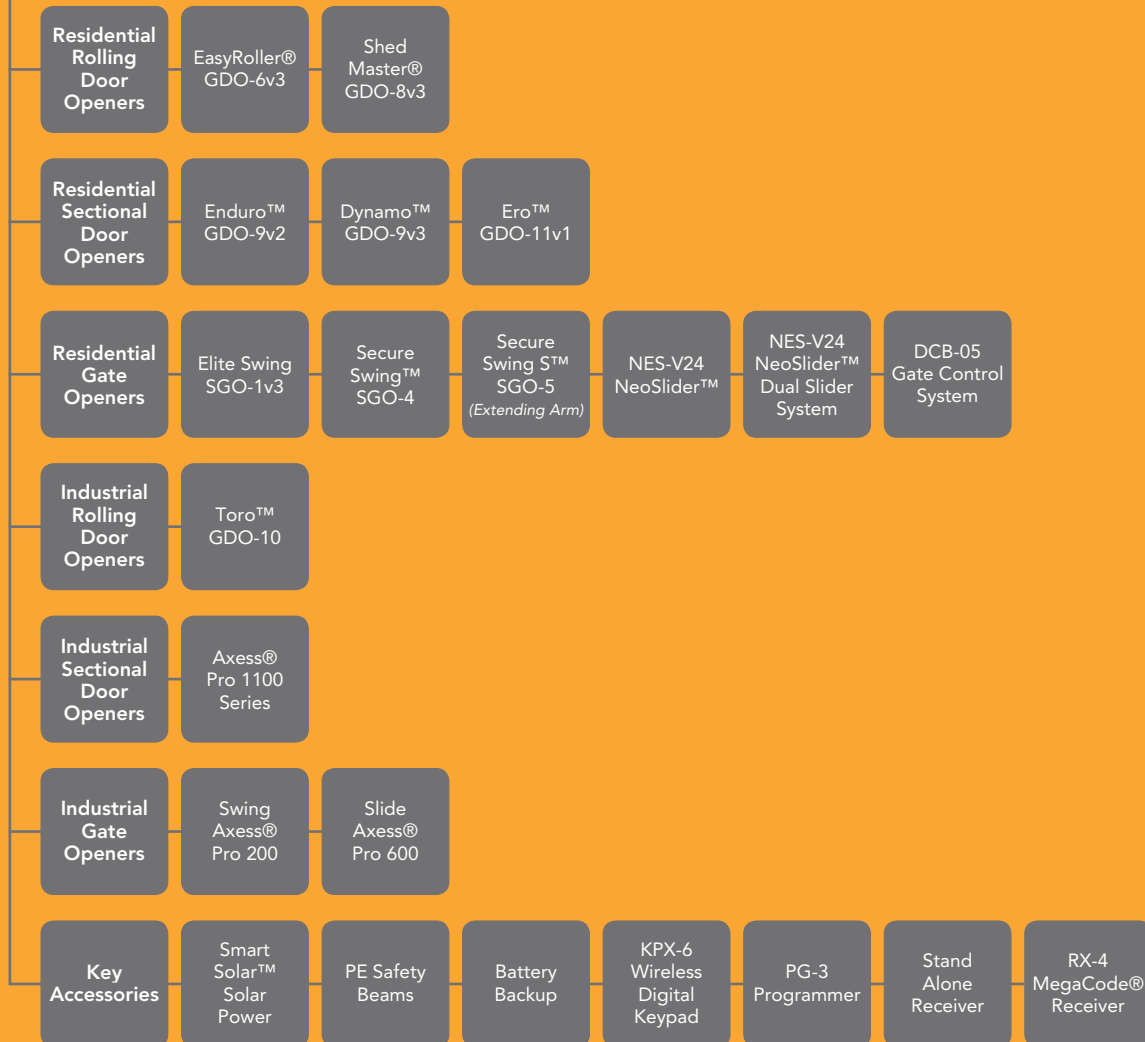 Residential
Rolling
Door
Openers
EasyRoller®
GDO-6v3
Shed
Master®
GDO-8v3
Residential
Sectional
Door
Openers
Enduro™
GDO-9v2
Dynamo™
GDO-9v3
Ero™
GDO-11v1
Residential
Gate
Openers
Elite Swing
SGO-1v3
Secure
Swing™
SGO-4
Secure
Swing S™
SGO-5
(Extending Arm)
NES-V24
NeoSlider™
NES-V24
NeoSlider™
Dual Slider
System
DCB-05
Gate Control
System
Industrial
Rolling
Door
Openers
Toro™
GDO-10
Industrial
Sectional
Door
Openers
Axess®
Pro 1100
Series
Industrial
Gate
Openers
Swing
Axess®
Pro 200
Slide
Axess®
Pro 600
Key
Accessories
Smart
Solar™
Solar
Power
PE Safety
Beams
Battery
Backup
KPX-6
Wireless
Digital
Keypad
PG-3
Programmer
Stand
Alone
Receiver
RX-4
MegaCode®
Receiver